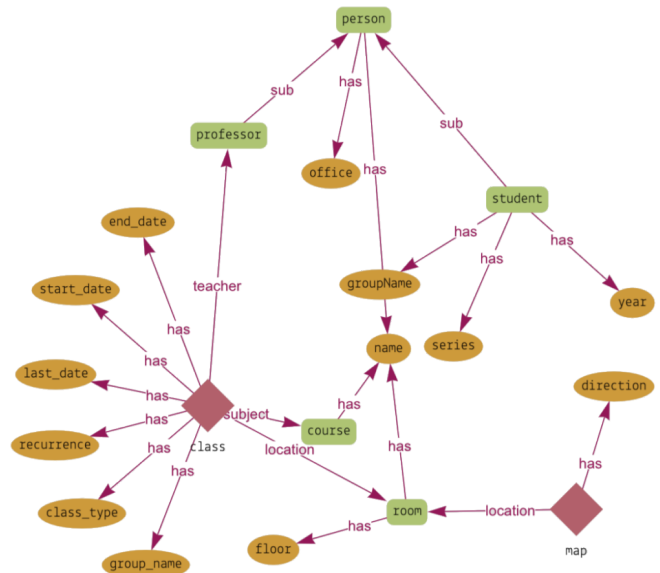 person
has
sub
professor
sub
office
has
student
end_date
has
has
has
groupName
start_date
teacher
year
has
name
series
has
last_date
direction
has
has
subject
has
recurrence
has
course
class
has
location
has
has
has
class_type
room
location
has
floor
map
group_name